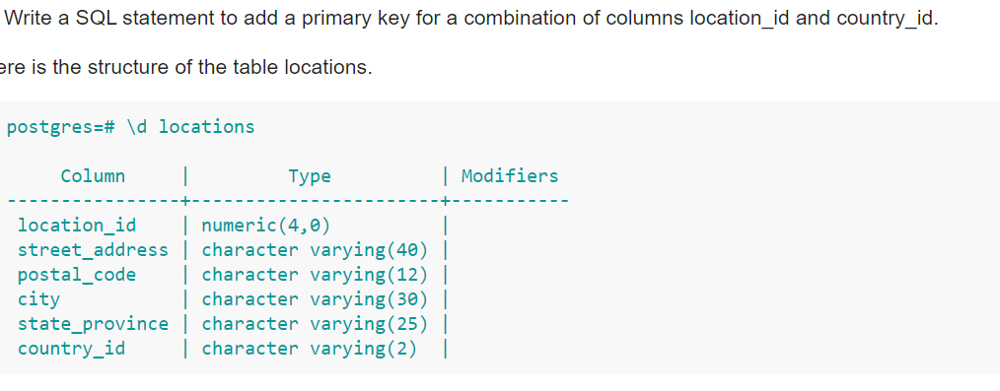 Write a SQL statement to add a primary key for a combination of columns location_id and country_id.
ere is the structure of the table locations.
postgres=# \d locations
Column | Type | Modifiers
----------------+-----------------------+-----------
location_id | numeric(4,0) |
street_address | character varying(40) |
postal_code | character varying(12) |
city | character varying(30) |
state_province | character varying(25) |
country_id | character varying(2) |